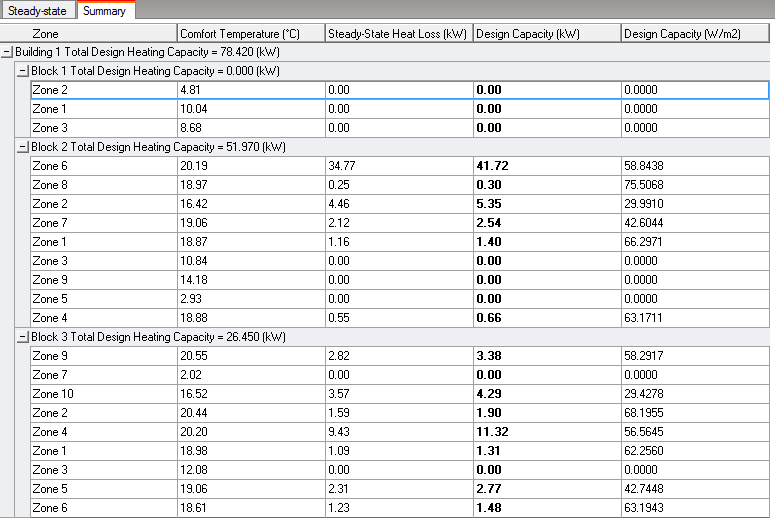 Steady-state Summary
Zone Comfort Temperature (°C) Steady-State Heat Loss (kW) Design Capacity (kW) Design Capacity (W/m2)
Building 1 Total Design Heating Capacity = 78.420 (kW)
Block 1 Total Design Heating Capacity = 0.000 (kW)
Zone 2 4.81 0.00 0.00 0.0000
Zone 1 10.04 0.00 0.00 0.0000
Zone 3 8.68 0.00 0.00 0.0000
Block 2 Total Design Heating Capacity = 51.970 (kW)
Zone 6 20.19 34.77 41.72 58.8438
Zone 8 18.97 0.25 0.30 75.5068
Zone 2 16.42 4.46 5.35 29.9910
Zone 7 19.06 2.12 2.54 42.6044
Zone 1 18.87 1.16 1.40 66.2971
Zone 3 10.84 0.00 0.00 0.0000
Zone 9 14.18 0.00 0.00 0.0000
Zone 5 2.93 0.00 0.00 0.0000
Zone 4 18.88 0.55 0.66 63.1711
Block 3 Total Design Heating Capacity = 26.450 (kW)
Zone 9 20.55 2.82 3.38 58.2917
Zone 7 2.02 0.00 0.00 0.0000
Zone 10 16.52 3.57 4.29 29.4278
Zone 2 20.44 1.59 1.90 68.1955
Zone 4 20.20 9.43 11.32 56.5645
Zone 1 18.98 1.09 1.31 62.2560
Zone 3 12.08 0.00 0.00 0.0000
Zone 5 19.06 2.31 2.77 42.7448
Zone 6 18.61 1.23 1.48 63.1943